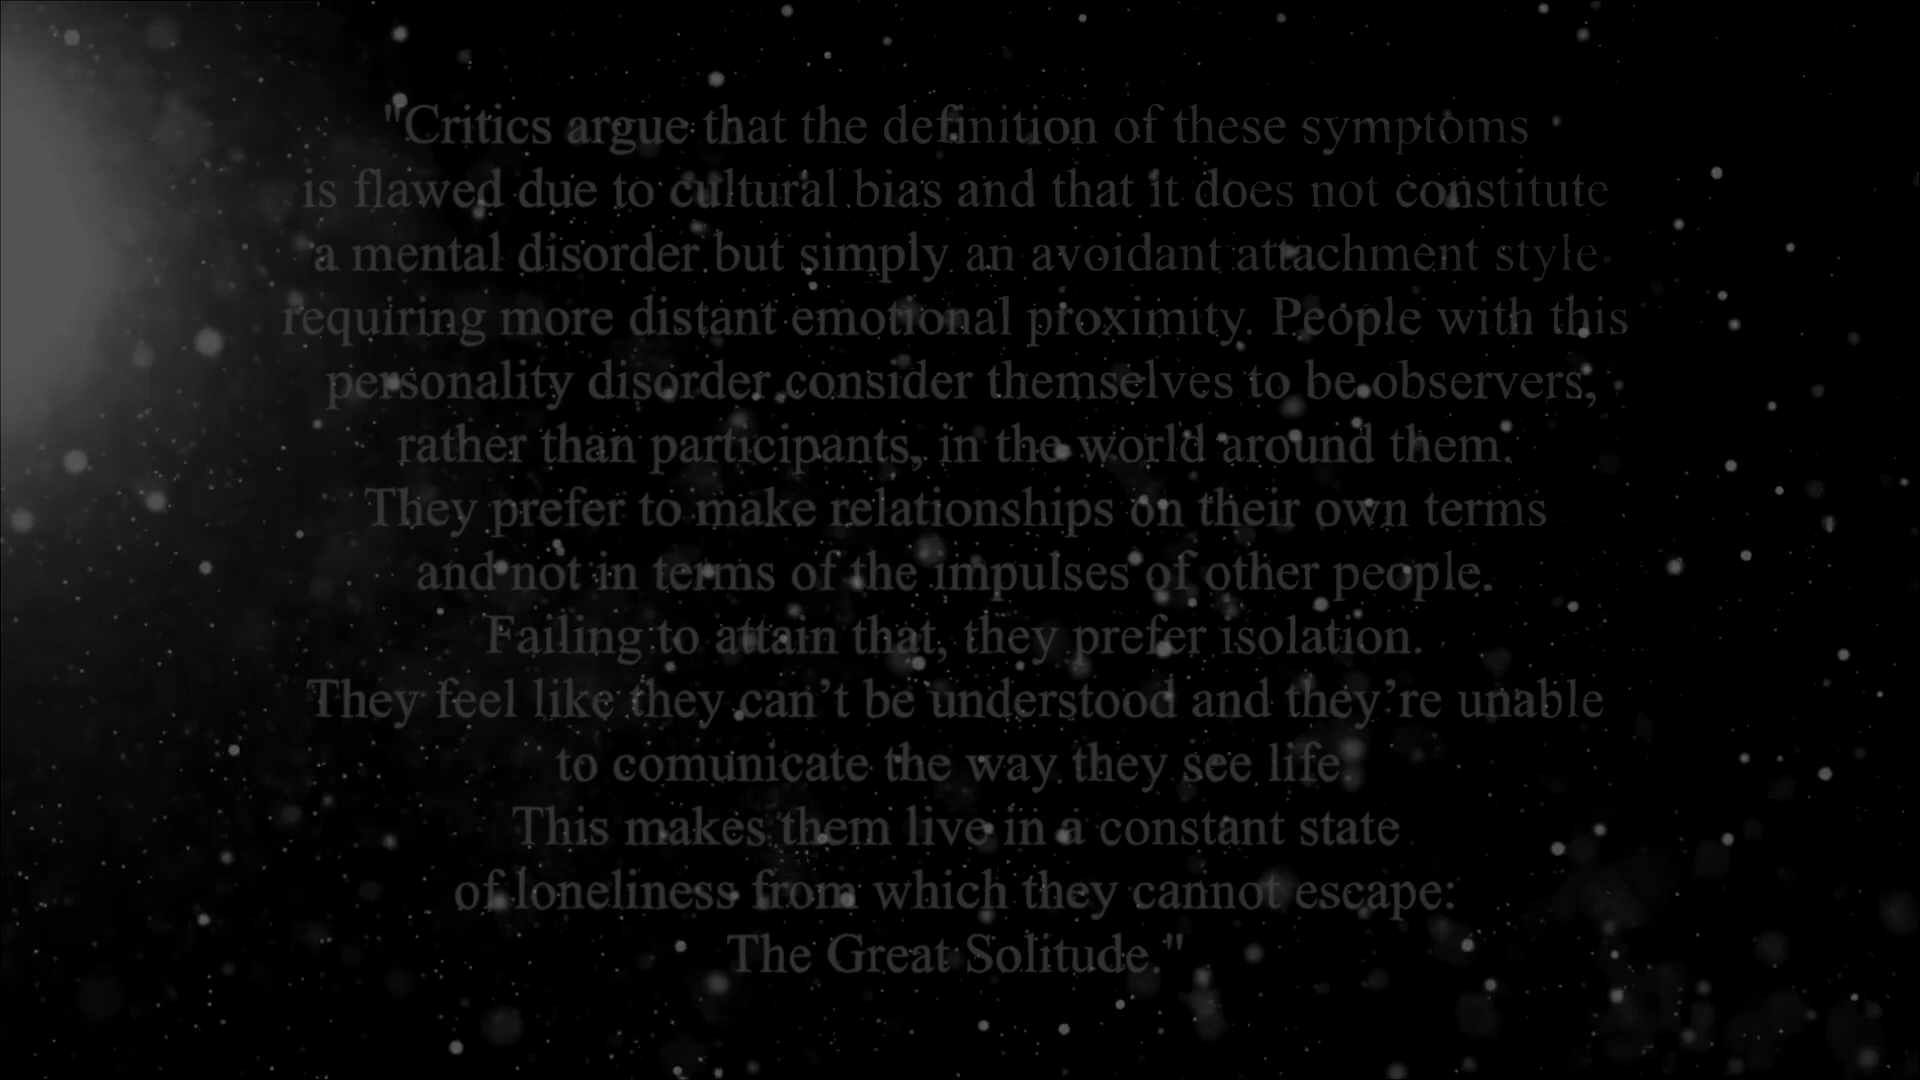 "Critics argue that the definition of these symptoms
is flawed due to cultural bias and that it does not constitute
a mental disorder but simply an avoidant attachment style
requiring more distant emotional proximity. People with this
personality disorder consider themselves to be observers,
rather than participants, in the world around them.
They prefer to make relationships on their own terms
and not in terms of the impulses of other people.
Failing to attain that, they prefer isolation.
They feel like they can’t be understood and they’re unable
to comunicate the way they see life.
This makes them live in a constant state
of loneliness from which they cannot escape:
The Great Solitude."